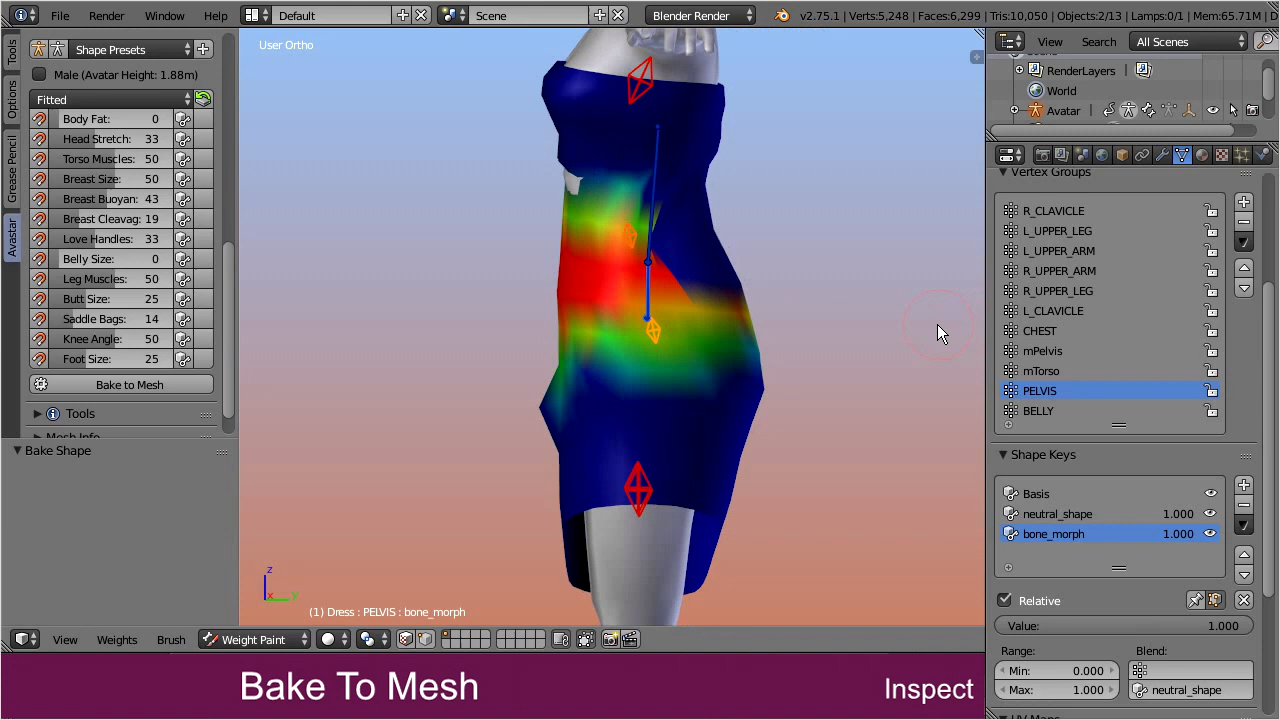 File Render Window Help Default Scene Blender Render v2.75.1 | Verts:5,248 | Faces:6,299 | Tris:10,050 | Objects:2/13 | Lamps:0/1 | Mem:65.71M | D
Tools
Options
Grease Pencil
Avastar
Shape Presets
Male (Avatar Height: 1.88m)
Fitted
Body Fat: 0
Head Stretch: 33
Torso Muscles: 50
Breast Size: 50
Breast Buoyan: 43
Breast Cleavag: 19
Love Handles: 33
Belly Size: 0
Leg Muscles: 50
Butt Size: 25
Saddle Bags: 14
Knee Angle: 50
Foot Size: 25
Bake to Mesh
Tools
Mesh Info
Bake Shape
User Ortho
z
x
y
(1) Dress : PELVIS : bone_morph
View Weights Brush Weight Paint
Bake To Mesh
Inspect
View Search All Scenes
RenderLayers
World
Avatar
Vertex Groups
R_CLAVICLE
L_UPPER_LEG
L_UPPER_ARM
R_UPPER_ARM
R_UPPER_LEG
L_CLAVICLE
CHEST
mPelvis
mTorso
PELVIS
BELLY
Shape Keys
Basis
neutral_shape 1.000
bone_morph 1.000
Relative
Value: 1.000
Range: Blend:
Min: 0.000
Max: 1.000 neutral_shape
UV Maps